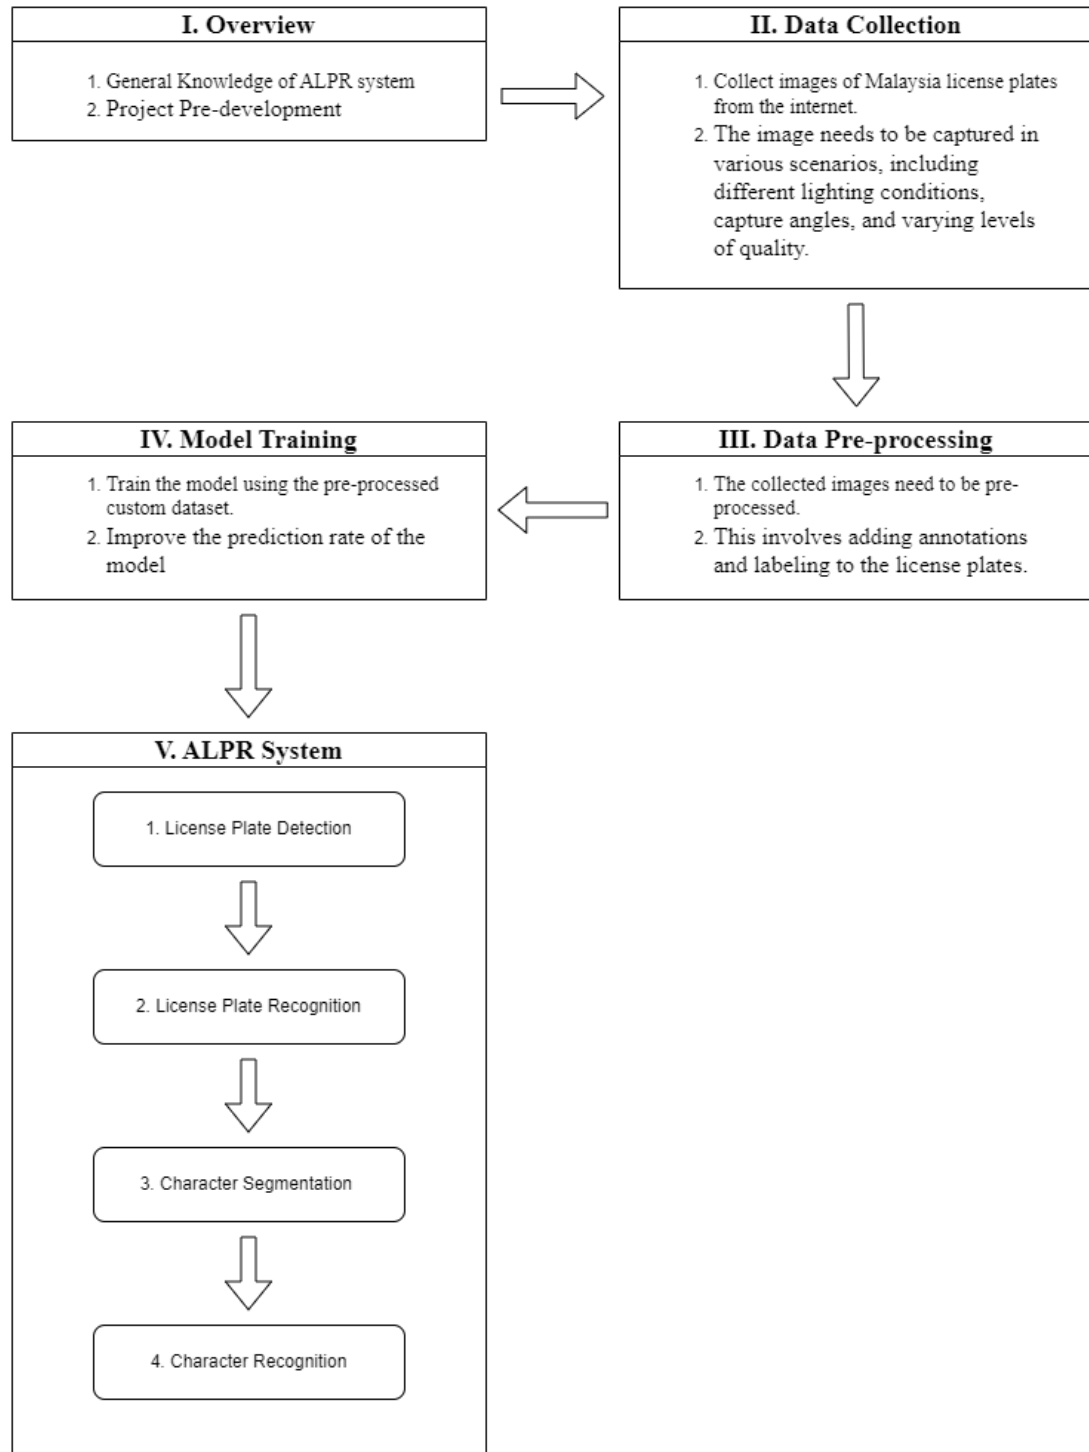 I. Overview
1. General Knowledge of ALPR system
2. Project Pre-development
II. Data Collection
1. Collect images of Malaysia license plates
from the internet.
2. The image needs to be captured in
various scenarios, including
different lighting conditions,
capture angles, and varying levels
of quality.
III. Data Pre-processing
1. The collected images need to be pre-
processed.
2. This involves adding annotations
and labeling to the license plates.
IV. Model Training
1. Train the model using the pre-processed
custom dataset.
2. Improve the prediction rate of the
model
V. ALPR System
1. License Plate Detection
2. License Plate Recognition
3. Character Segmentation
4. Character Recognition